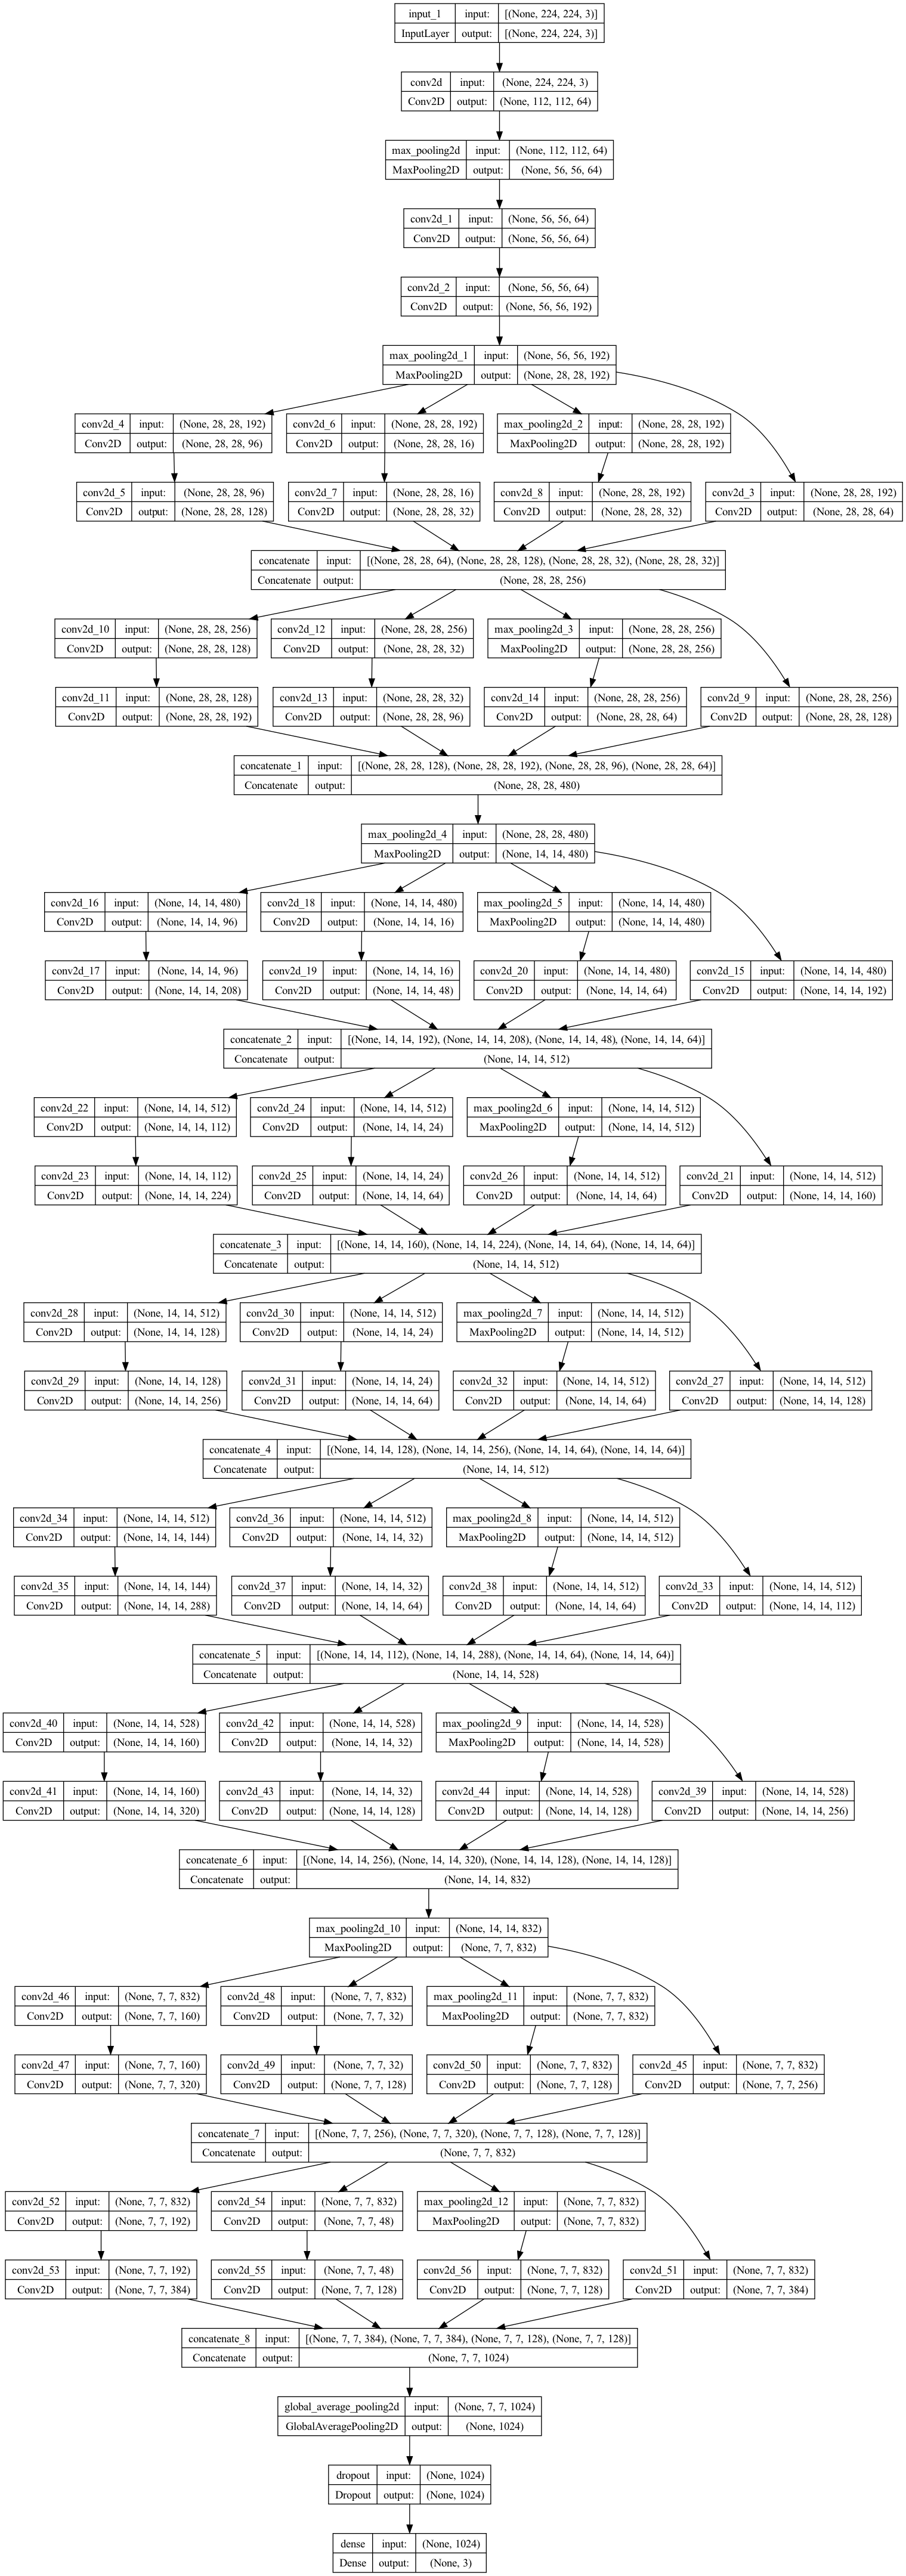 input_1 input: [(None, 224, 224, 3)]
InputLayer output: [(None, 224, 224, 3)]
conv2d input: (None, 224, 224, 3)
Conv2D output: (None, 112, 112, 64)
max_pooling2d input: (None, 112, 112, 64)
MaxPooling2D output: (None, 56, 56, 64)
conv2d_1 input: (None, 56, 56, 64)
Conv2D output: (None, 56, 56, 64)
conv2d_2 input: (None, 56, 56, 64)
Conv2D output: (None, 56, 56, 192)
max_pooling2d_1 input: (None, 56, 56, 192)
MaxPooling2D output: (None, 28, 28, 192)
conv2d_4 input: (None, 28, 28, 192) conv2d_6 input: (None, 28, 28, 192) max_pooling2d_2 input: (None, 28, 28, 192)
Conv2D output: (None, 28, 28, 96) Conv2D output: (None, 28, 28, 16) MaxPooling2D output: (None, 28, 28, 192)
conv2d_5 input: (None, 28, 28, 96) conv2d_7 input: (None, 28, 28, 16) conv2d_8 input: (None, 28, 28, 192) conv2d_3 input: (None, 28, 28, 192)
Conv2D output: (None, 28, 28, 128) Conv2D output: (None, 28, 28, 32) Conv2D output: (None, 28, 28, 32) Conv2D output: (None, 28, 28, 64)
concatenate input: [(None, 28, 28, 64), (None, 28, 28, 128), (None, 28, 28, 32), (None, 28, 28, 32)]
Concatenate output: (None, 28, 28, 256)
conv2d_10 input: (None, 28, 28, 256) conv2d_12 input: (None, 28, 28, 256) max_pooling2d_3 input: (None, 28, 28, 256)
Conv2D output: (None, 28, 28, 128) Conv2D output: (None, 28, 28, 32) MaxPooling2D output: (None, 28, 28, 256)
conv2d_11 input: (None, 28, 28, 128) conv2d_13 input: (None, 28, 28, 32) conv2d_14 input: (None, 28, 28, 256) conv2d_9 input: (None, 28, 28, 256)
Conv2D output: (None, 28, 28, 192) Conv2D output: (None, 28, 28, 96) Conv2D output: (None, 28, 28, 64) Conv2D output: (None, 28, 28, 128)
concatenate_1 input: [(None, 28, 28, 128), (None, 28, 28, 192), (None, 28, 28, 96), (None, 28, 28, 64)]
Concatenate output: (None, 28, 28, 480)
max_pooling2d_4 input: (None, 28, 28, 480)
MaxPooling2D output: (None, 14, 14, 480)
conv2d_16 input: (None, 14, 14, 480) conv2d_18 input: (None, 14, 14, 480) max_pooling2d_5 input: (None, 14, 14, 480)
Conv2D output: (None, 14, 14, 96) Conv2D output: (None, 14, 14, 16) MaxPooling2D output: (None, 14, 14, 480)
conv2d_17 input: (None, 14, 14, 96) conv2d_19 input: (None, 14, 14, 16) conv2d_20 input: (None, 14, 14, 480) conv2d_15 input: (None, 14, 14, 480)
Conv2D output: (None, 14, 14, 208) Conv2D output: (None, 14, 14, 48) Conv2D output: (None, 14, 14, 64) Conv2D output: (None, 14, 14, 192)
concatenate_2 input: [(None, 14, 14, 192), (None, 14, 14, 208), (None, 14, 14, 48), (None, 14, 14, 64)]
Concatenate output: (None, 14, 14, 512)
conv2d_22 input: (None, 14, 14, 512) conv2d_24 input: (None, 14, 14, 512) max_pooling2d_6 input: (None, 14, 14, 512)
Conv2D output: (None, 14, 14, 112) Conv2D output: (None, 14, 14, 24) MaxPooling2D output: (None, 14, 14, 512)
conv2d_23 input: (None, 14, 14, 112) conv2d_25 input: (None, 14, 14, 24) conv2d_26 input: (None, 14, 14, 512) conv2d_21 input: (None, 14, 14, 512)
Conv2D output: (None, 14, 14, 224) Conv2D output: (None, 14, 14, 64) Conv2D output: (None, 14, 14, 64) Conv2D output: (None, 14, 14, 160)
concatenate_3 input: [(None, 14, 14, 160), (None, 14, 14, 224), (None, 14, 14, 64), (None, 14, 14, 64)]
Concatenate output: (None, 14, 14, 512)
conv2d_28 input: (None, 14, 14, 512) conv2d_30 input: (None, 14, 14, 512) max_pooling2d_7 input: (None, 14, 14, 512)
Conv2D output: (None, 14, 14, 128) Conv2D output: (None, 14, 14, 24) MaxPooling2D output: (None, 14, 14, 512)
conv2d_29 input: (None, 14, 14, 128) conv2d_31 input: (None, 14, 14, 24) conv2d_32 input: (None, 14, 14, 512) conv2d_27 input: (None, 14, 14, 512)
Conv2D output: (None, 14, 14, 256) Conv2D output: (None, 14, 14, 64) Conv2D output: (None, 14, 14, 64) Conv2D output: (None, 14, 14, 128)
concatenate_4 input: [(None, 14, 14, 128), (None, 14, 14, 256), (None, 14, 14, 64), (None, 14, 14, 64)]
Concatenate output: (None, 14, 14, 512)
conv2d_34 input: (None, 14, 14, 512) conv2d_36 input: (None, 14, 14, 512) max_pooling2d_8 input: (None, 14, 14, 512)
Conv2D output: (None, 14, 14, 144) Conv2D output: (None, 14, 14, 32) MaxPooling2D output: (None, 14, 14, 512)
conv2d_35 input: (None, 14, 14, 144) conv2d_37 input: (None, 14, 14, 32) conv2d_38 input: (None, 14, 14, 512) conv2d_33 input: (None, 14, 14, 512)
Conv2D output: (None, 14, 14, 288) Conv2D output: (None, 14, 14, 64) Conv2D output: (None, 14, 14, 64) Conv2D output: (None, 14, 14, 112)
concatenate_5 input: [(None, 14, 14, 112), (None, 14, 14, 288), (None, 14, 14, 64), (None, 14, 14, 64)]
Concatenate output: (None, 14, 14, 528)
conv2d_40 input: (None, 14, 14, 528) conv2d_42 input: (None, 14, 14, 528) max_pooling2d_9 input: (None, 14, 14, 528)
Conv2D output: (None, 14, 14, 160) Conv2D output: (None, 14, 14, 32) MaxPooling2D output: (None, 14, 14, 528)
conv2d_41 input: (None, 14, 14, 160) conv2d_43 input: (None, 14, 14, 32) conv2d_44 input: (None, 14, 14, 528) conv2d_39 input: (None, 14, 14, 528)
Conv2D output: (None, 14, 14, 320) Conv2D output: (None, 14, 14, 128) Conv2D output: (None, 14, 14, 128) Conv2D output: (None, 14, 14, 256)
concatenate_6 input: [(None, 14, 14, 256), (None, 14, 14, 320), (None, 14, 14, 128), (None, 14, 14, 128)]
Concatenate output: (None, 14, 14, 832)
max_pooling2d_10 input: (None, 14, 14, 832)
MaxPooling2D output: (None, 7, 7, 832)
conv2d_46 input: (None, 7, 7, 832) conv2d_48 input: (None, 7, 7, 832) max_pooling2d_11 input: (None, 7, 7, 832)
Conv2D output: (None, 7, 7, 160) Conv2D output: (None, 7, 7, 32) MaxPooling2D output: (None, 7, 7, 832)
conv2d_47 input: (None, 7, 7, 160) conv2d_49 input: (None, 7, 7, 32) conv2d_50 input: (None, 7, 7, 832) conv2d_45 input: (None, 7, 7, 832)
Conv2D output: (None, 7, 7, 320) Conv2D output: (None, 7, 7, 128) Conv2D output: (None, 7, 7, 128) Conv2D output: (None, 7, 7, 256)
concatenate_7 input: [(None, 7, 7, 256), (None, 7, 7, 320), (None, 7, 7, 128), (None, 7, 7, 128)]
Concatenate output: (None, 7, 7, 832)
conv2d_52 input: (None, 7, 7, 832) conv2d_54 input: (None, 7, 7, 832) max_pooling2d_12 input: (None, 7, 7, 832)
Conv2D output: (None, 7, 7, 192) Conv2D output: (None, 7, 7, 48) MaxPooling2D output: (None, 7, 7, 832)
conv2d_53 input: (None, 7, 7, 192) conv2d_55 input: (None, 7, 7, 48) conv2d_56 input: (None, 7, 7, 832) conv2d_51 input: (None, 7, 7, 832)
Conv2D output: (None, 7, 7, 384) Conv2D output: (None, 7, 7, 128) Conv2D output: (None, 7, 7, 128) Conv2D output: (None, 7, 7, 384)
concatenate_8 input: [(None, 7, 7, 384), (None, 7, 7, 384), (None, 7, 7, 128), (None, 7, 7, 128)]
Concatenate output: (None, 7, 7, 1024)
global_average_pooling2d input: (None, 7, 7, 1024)
GlobalAveragePooling2D output: (None, 1024)
dropout input: (None, 1024)
Dropout output: (None, 1024)
dense input: (None, 1024)
Dense output: (None, 3)